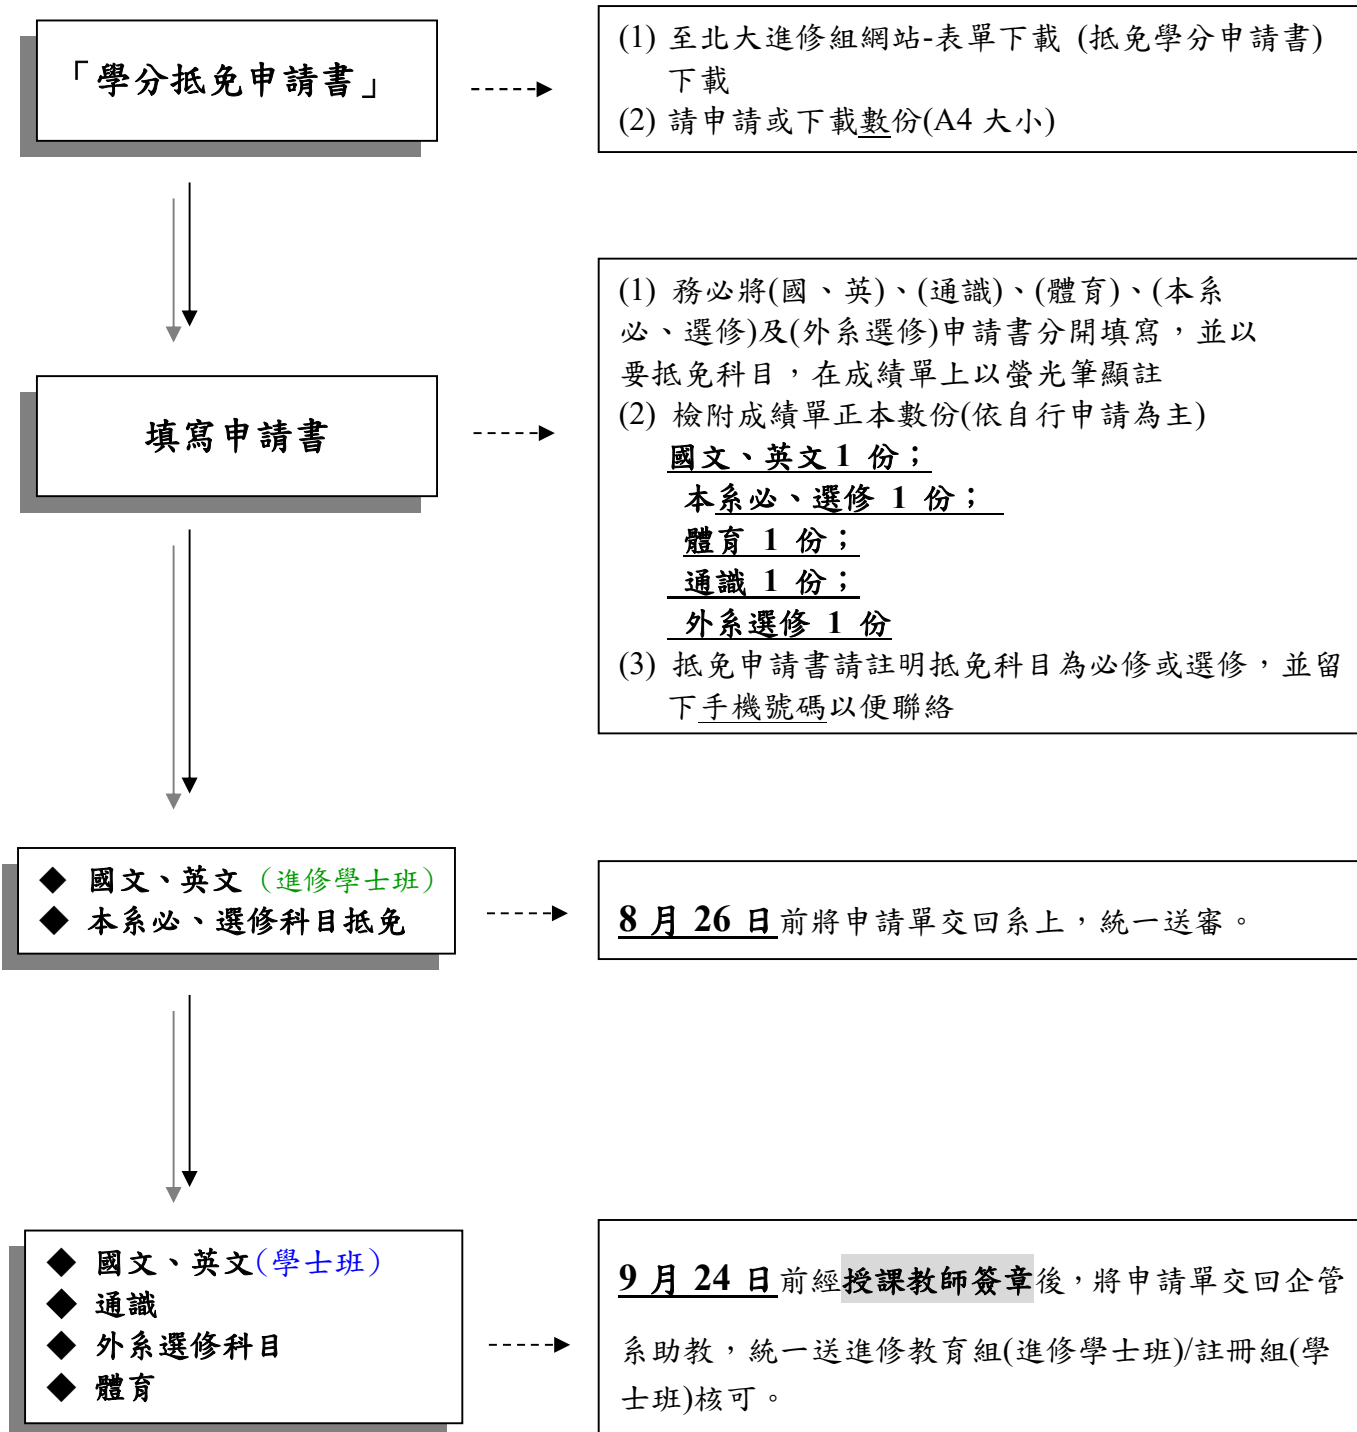 「學分抵免申請書」
(1) 至北大進修組網站-表單下載 (抵免學分申請書)
下載
(2) 請申請或下載數份(A4 大小)
填寫申請書
(1) 務必將(國、英)、(通識)、(體育)、(本系
必、選修)及(外系選修)申請書分開填寫，並以
要抵免科目，在成績單上以螢光筆顯註
(2) 檢附成績單正本數份(依自行申請為主)
國文、英文 1 份；
本系必、選修 1 份；
體育 1 份；
通識 1 份；
外系選修 1 份
(3) 抵免申請書請註明抵免科目為必修或選修，並留
下手機號碼以便聯絡
◆ 國文、英文（進修學士班）
◆ 本系必、選修科目抵免
8 月 26 日前將申請單交回系上，統一送審。
◆ 國文、英文(學士班)
◆ 通識
◆ 外系選修科目
◆ 體育
9 月 24 日前經授課教師簽章後，將申請單交回企管
系助教，統一送進修教育組(進修學士班)/註冊組(學
士班)核可。